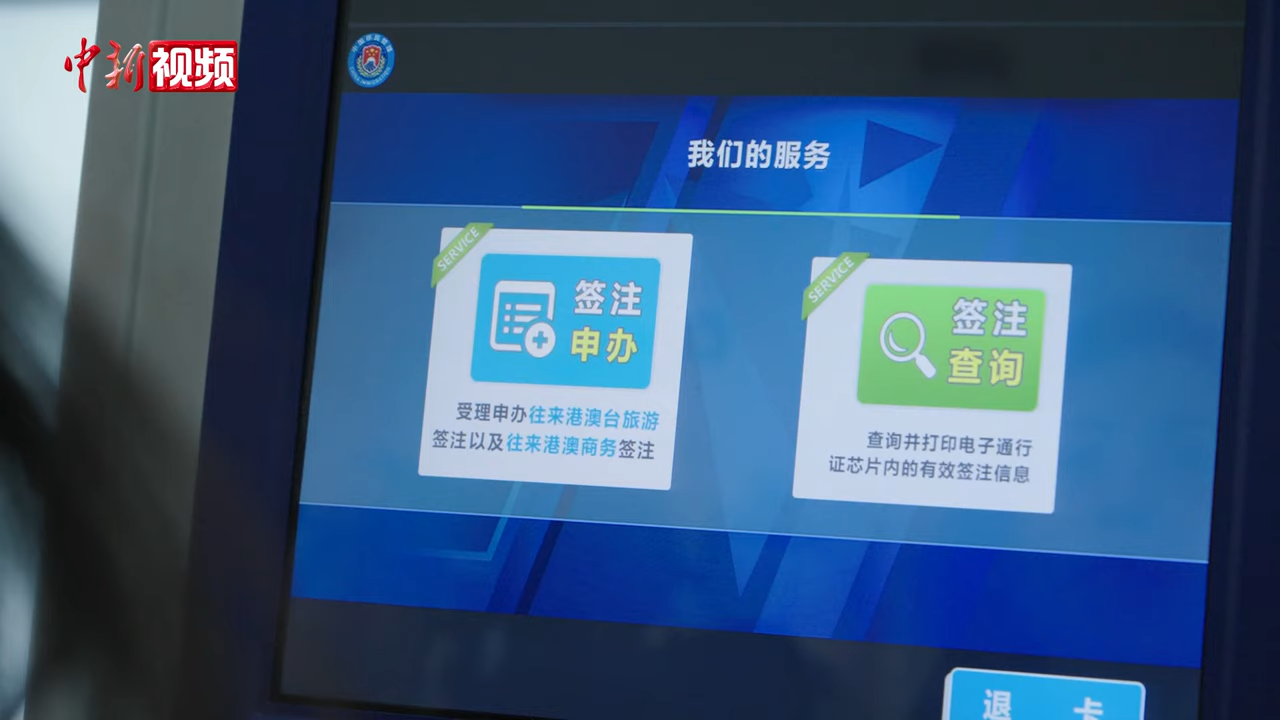 中新视频
我们的服务
SERVICE
签注
申办
受理申办往来港澳台旅游
签注以及往来港澳商务签注
SERVICE
签注
查询
查询并打印电子通行
证芯片内的有效签注信息
退 卡